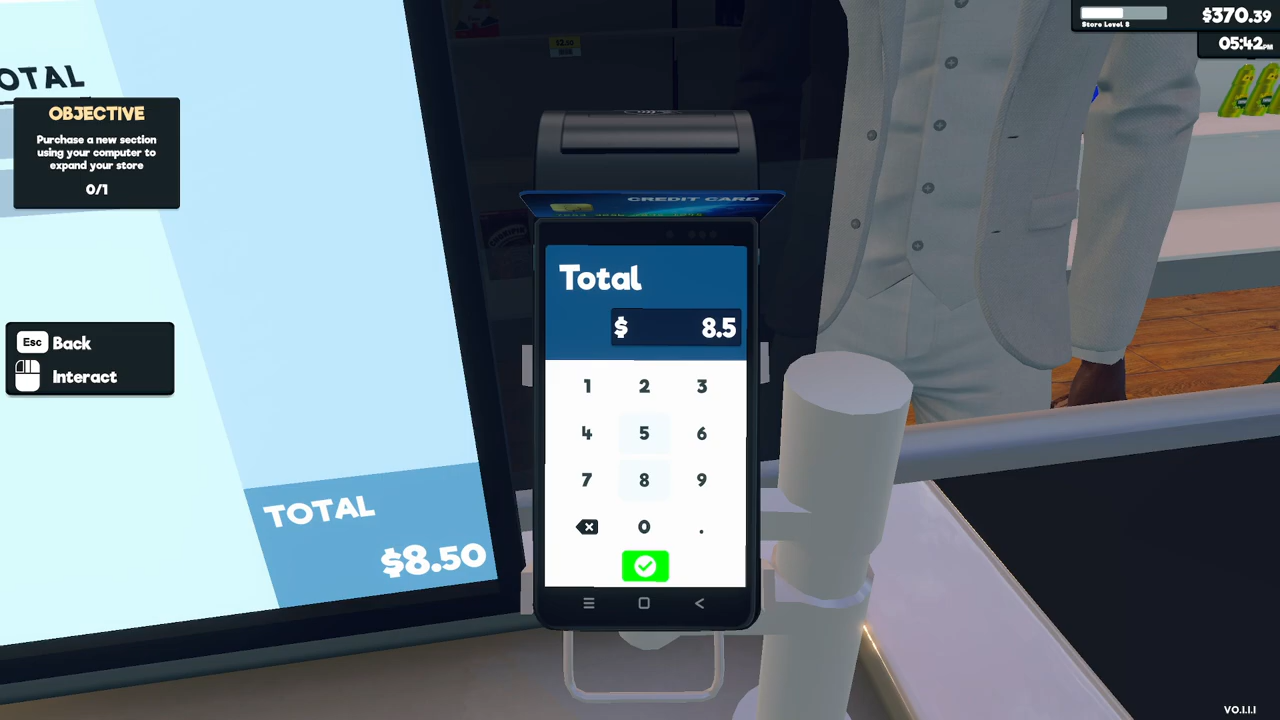 $370.39
Store Level 8
05:42PM
OTAL
OBJECTIVE
Purchase a new section
using your computer to
expand your store
0/1
Esc Back
Interact
$2.50
CREDIT CARD
Total
$ 8.5
1 2 3
4 5 6
7 8 9
0 .
TOTAL
$8.50
V0.1.1.1